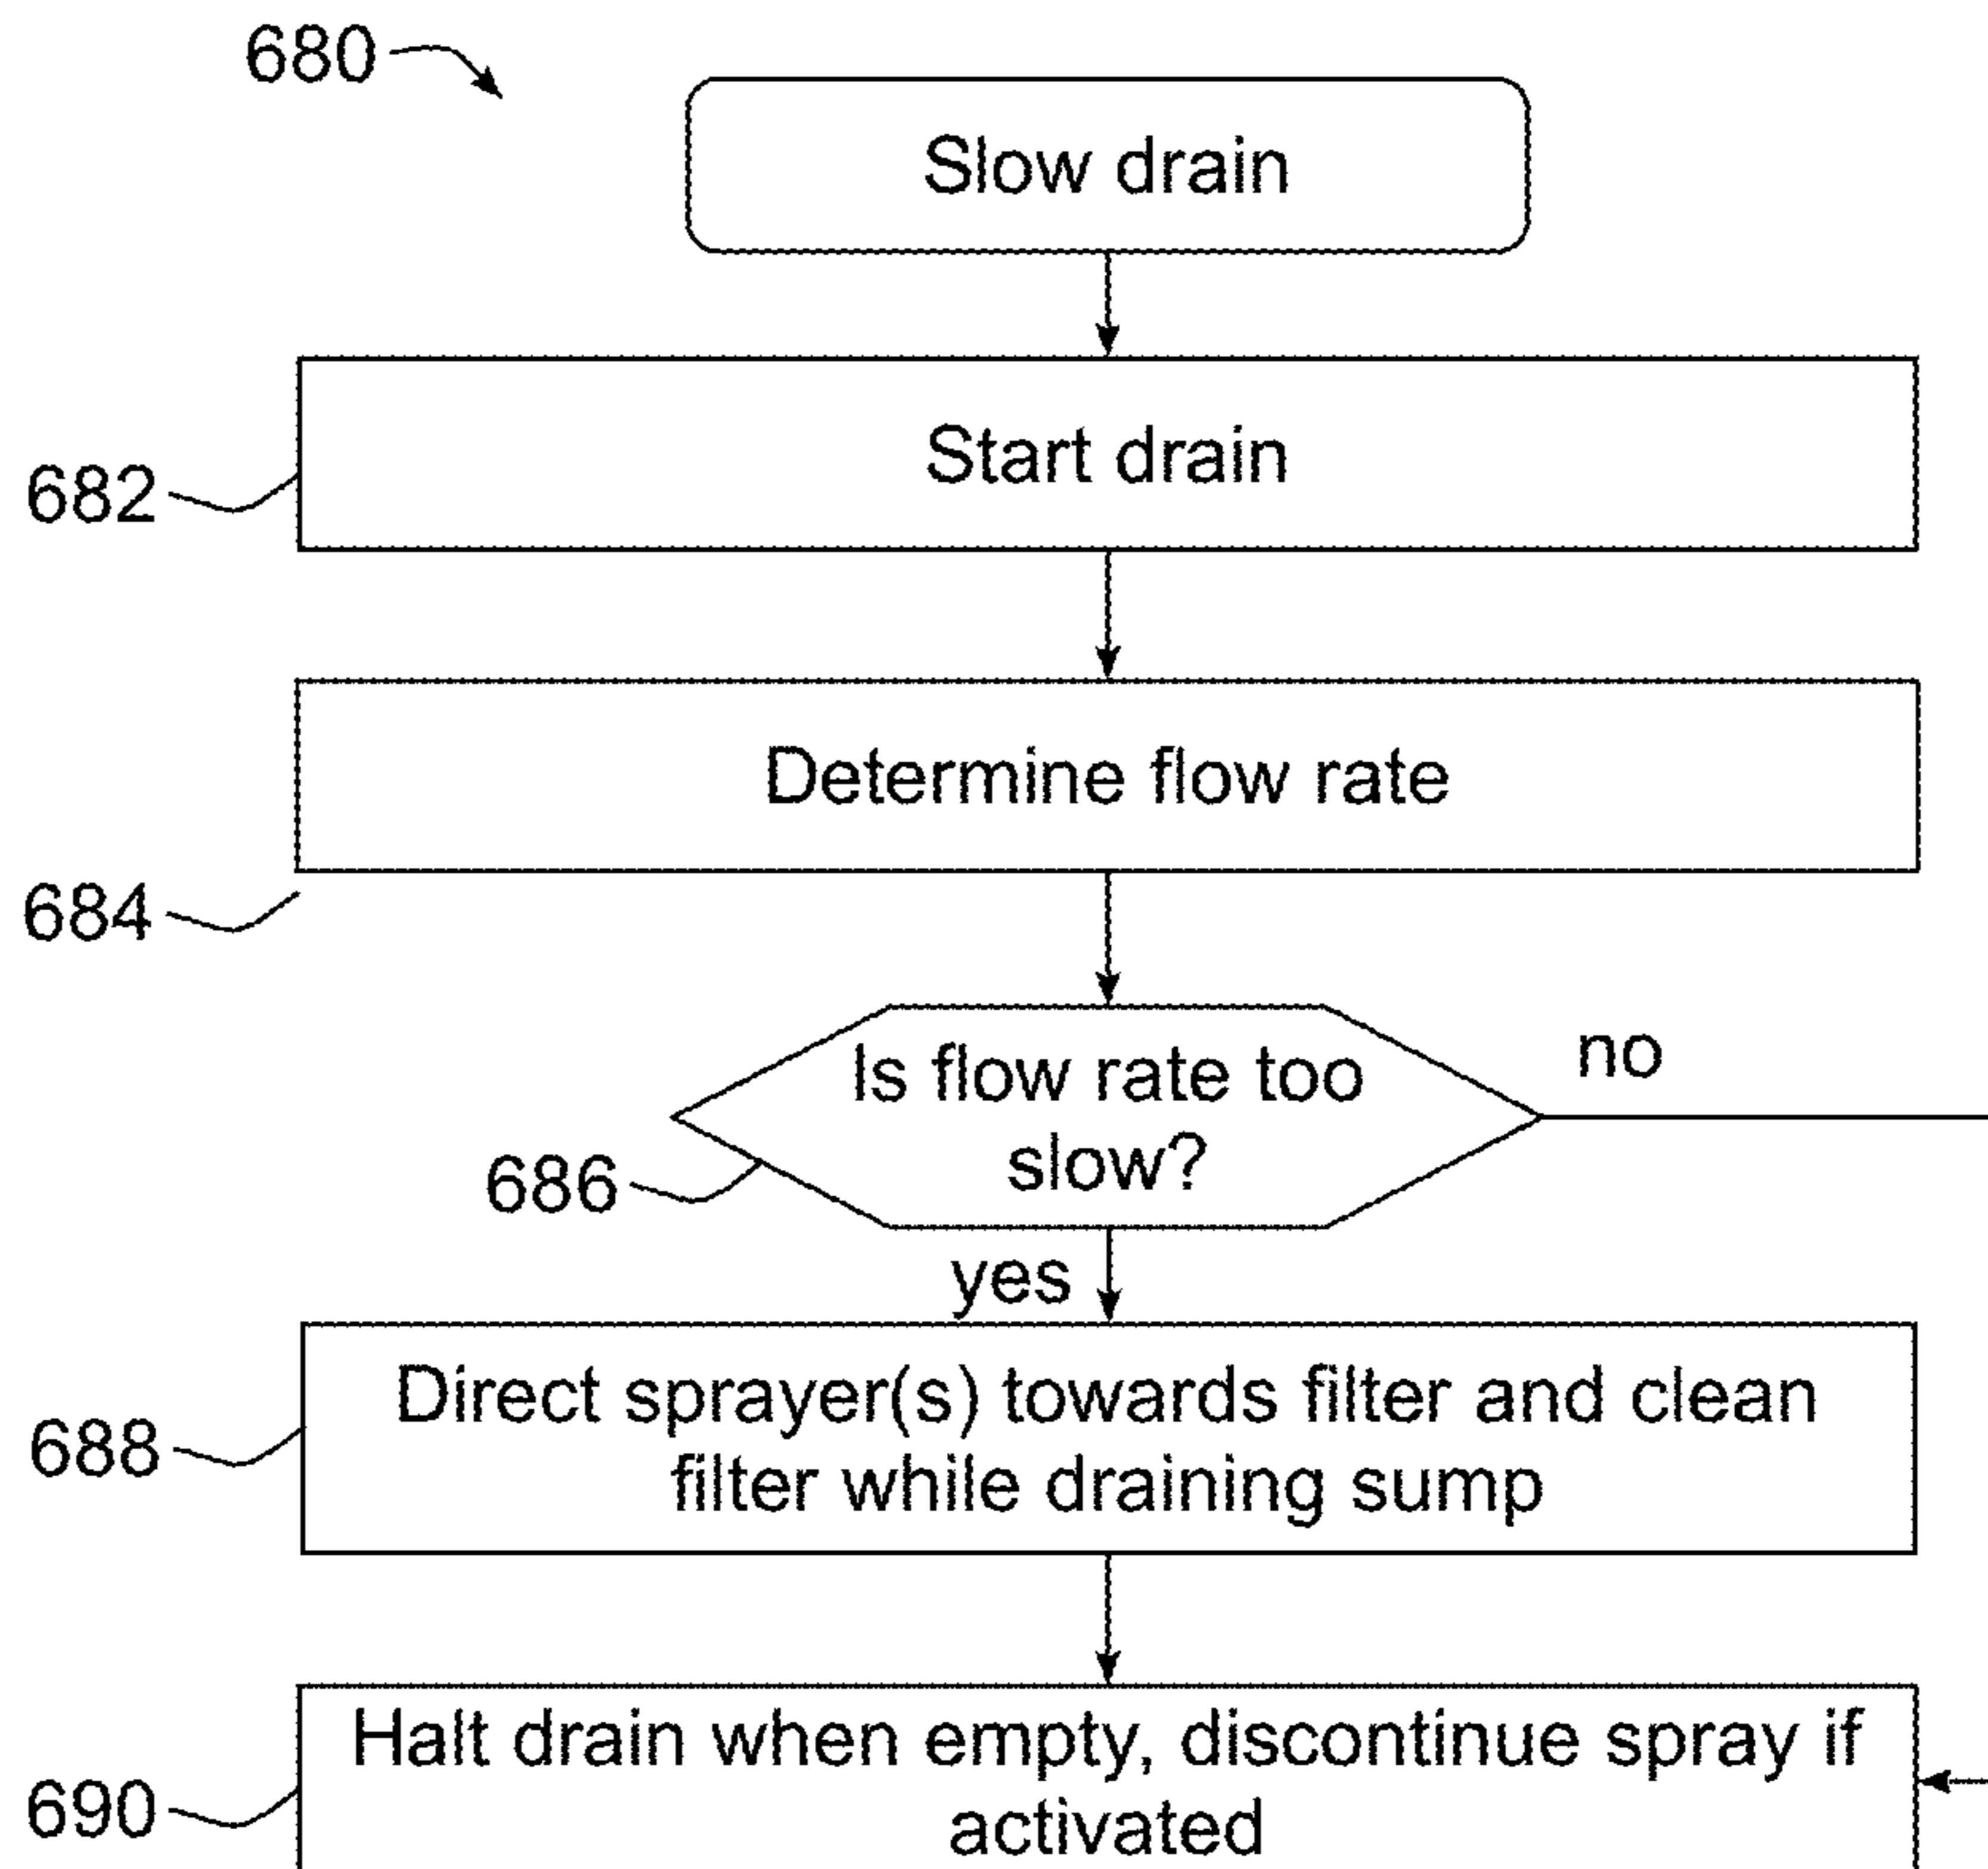 680
Slow drain
Start drain
682
Determine flow rate
684
Is flow rate too
slow?
no
686
yes
Direct sprayer(s) towards filter and clean
filter while draining sump
688
Halt drain when empty, discontinue spray if
activated
690